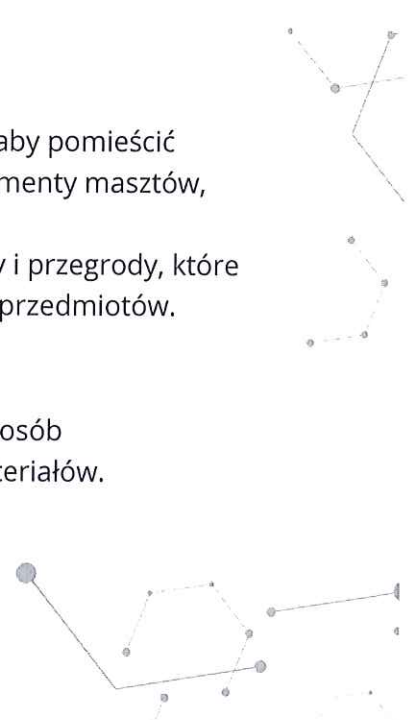 aby pomieścić
menty masztów,
y i przegrody, które
przedmiotów.
osób
teriałów.